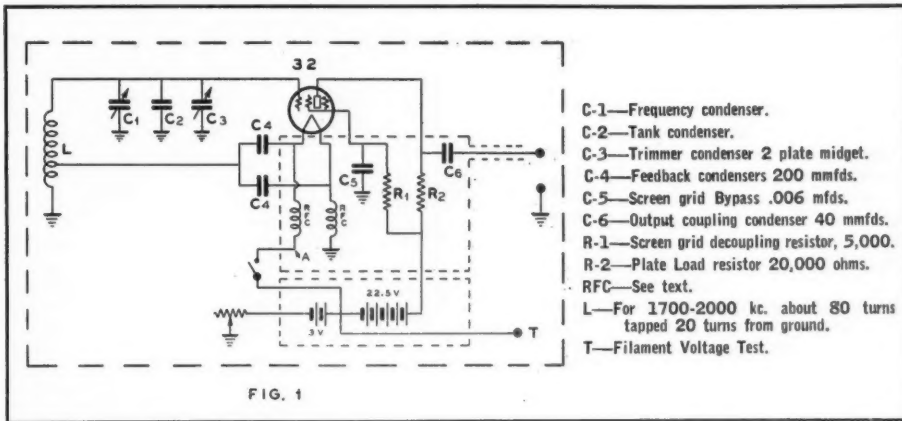 32
C1
C2
C3
C4
C4
L
C5
R1
R2
C6
RFC
RFC
A
22.5V
3V
T
FIG. 1
C-1—Frequency condenser.
C-2—Tank condenser.
C-3—Trimmer condenser 2 plate midget.
C-4—Feedback condensers 200 mmfds.
C-5—Screen grid Bypass .006 mfds.
C-6—Output coupling condenser 40 mmfds.
R-1—Screen grid decoupling resistor, 5,000.
R-2—Plate Load resistor 20,000 ohms.
RFC—See text.
L—For 1700-2000 kc. about 80 turns
tapped 20 turns from ground.
T—Filament Voltage Test.